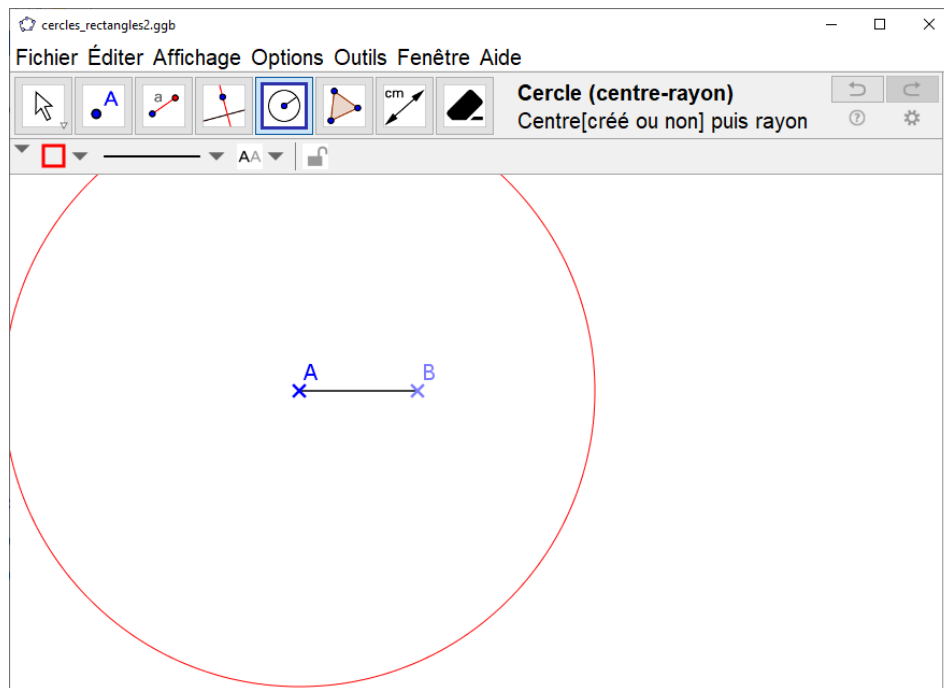 cercles_rectangles2.ggb
Fichier Éditer Affichage Options Outils Fenêtre Aide
A
a
cm
Cercle (centre-rayon)
Centre[créé ou non] puis rayon
AA
A
B